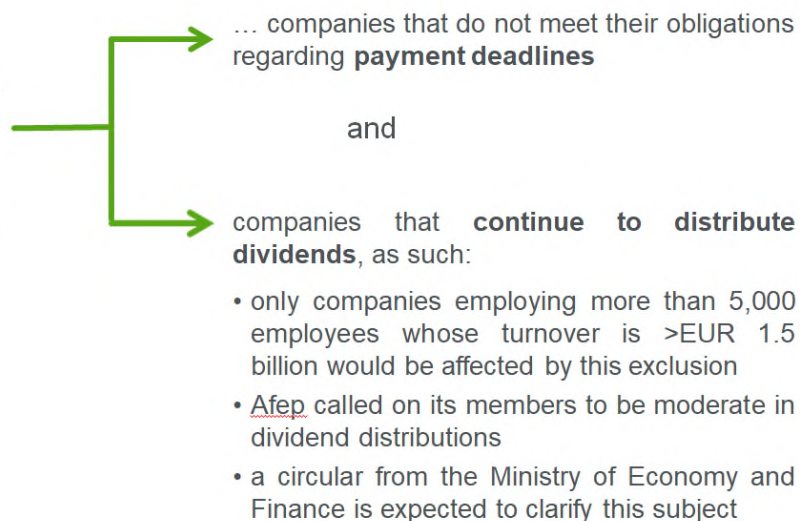 … companies that do not meet their obligations
regarding payment deadlines
and
companies that continue to distribute
dividends, as such:
• only companies employing more than 5,000
employees whose turnover is >EUR 1.5
billion would be affected by this exclusion
• Afep called on its members to be moderate in
dividend distributions
• a circular from the Ministry of Economy and
Finance is expected to clarify this subject